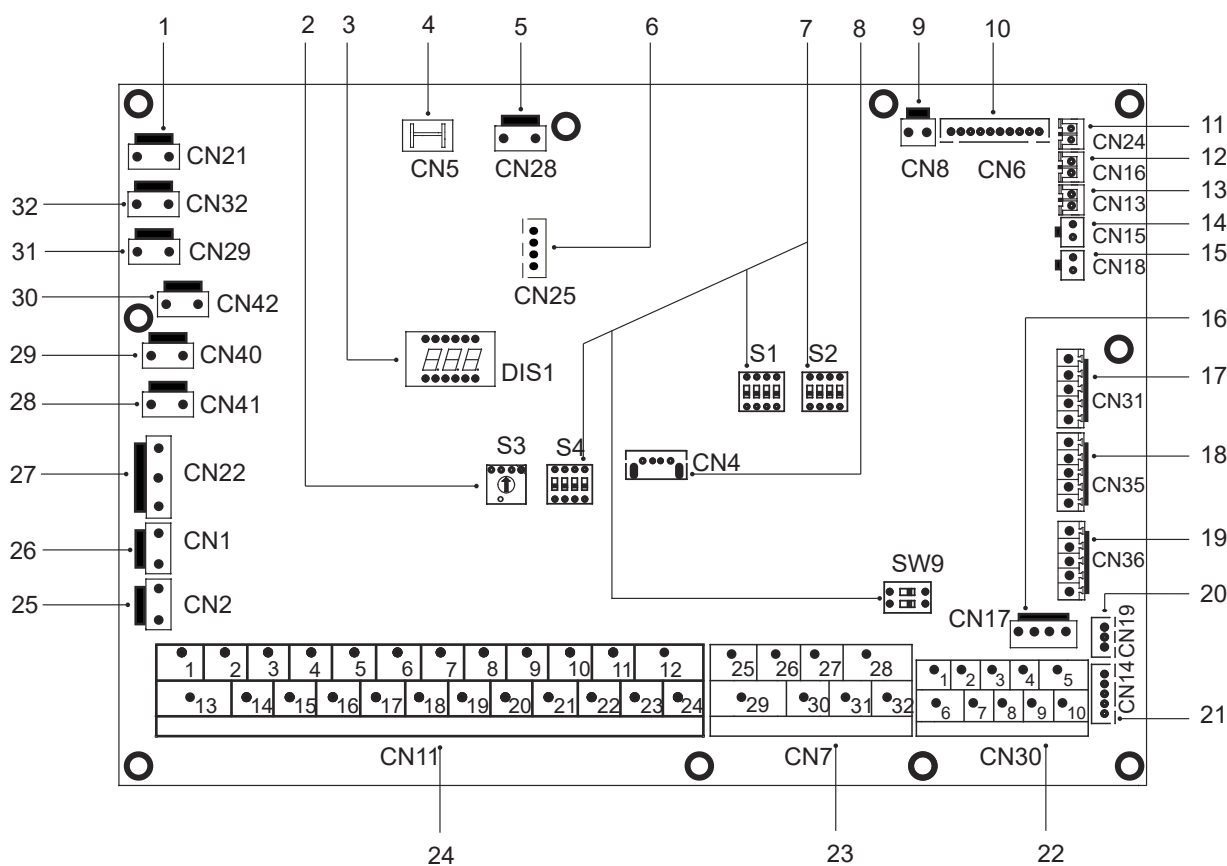 1 2 3 4 5 6 7 8 9 10
CN21
CN5
CN28
CN8
CN6
CN24 11
CN16 12
32 CN32
CN13 13
31 CN29
CN25
CN15 14
CN18 15
30 CN42
16
29 CN40
DIS1
S1 S2
17
28 CN41
CN31
S3 S4
CN4
18
27 CN22
CN35
26 CN1
19
CN36
SW9
20
25 CN2
CN17
CN19
1 2 3 4 5 6 7 8 9 10 11 12
25 26 27 28
1 2 3 4 5
CN14
13 14 15 16 17 18 19 20 21 22 23 24
29 30 31 32
6 7 8 9 10
21
CN11 CN7 CN30
24 23 22